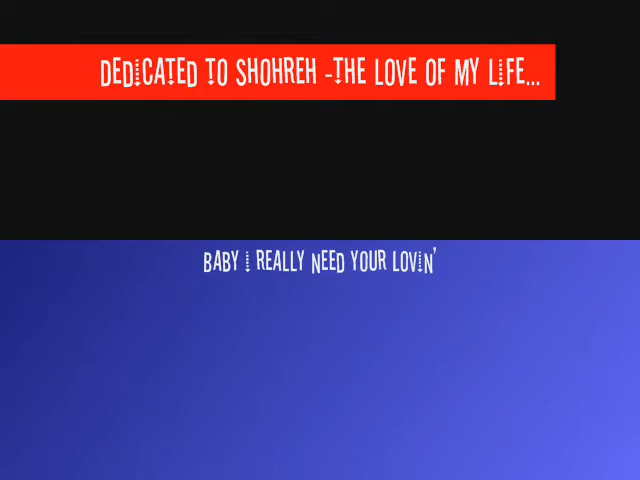 DEDICATED TO SHOHREH -THE LOVE OF MY LIFE...
BABY I REALLY NEED YOUR LOVIN'